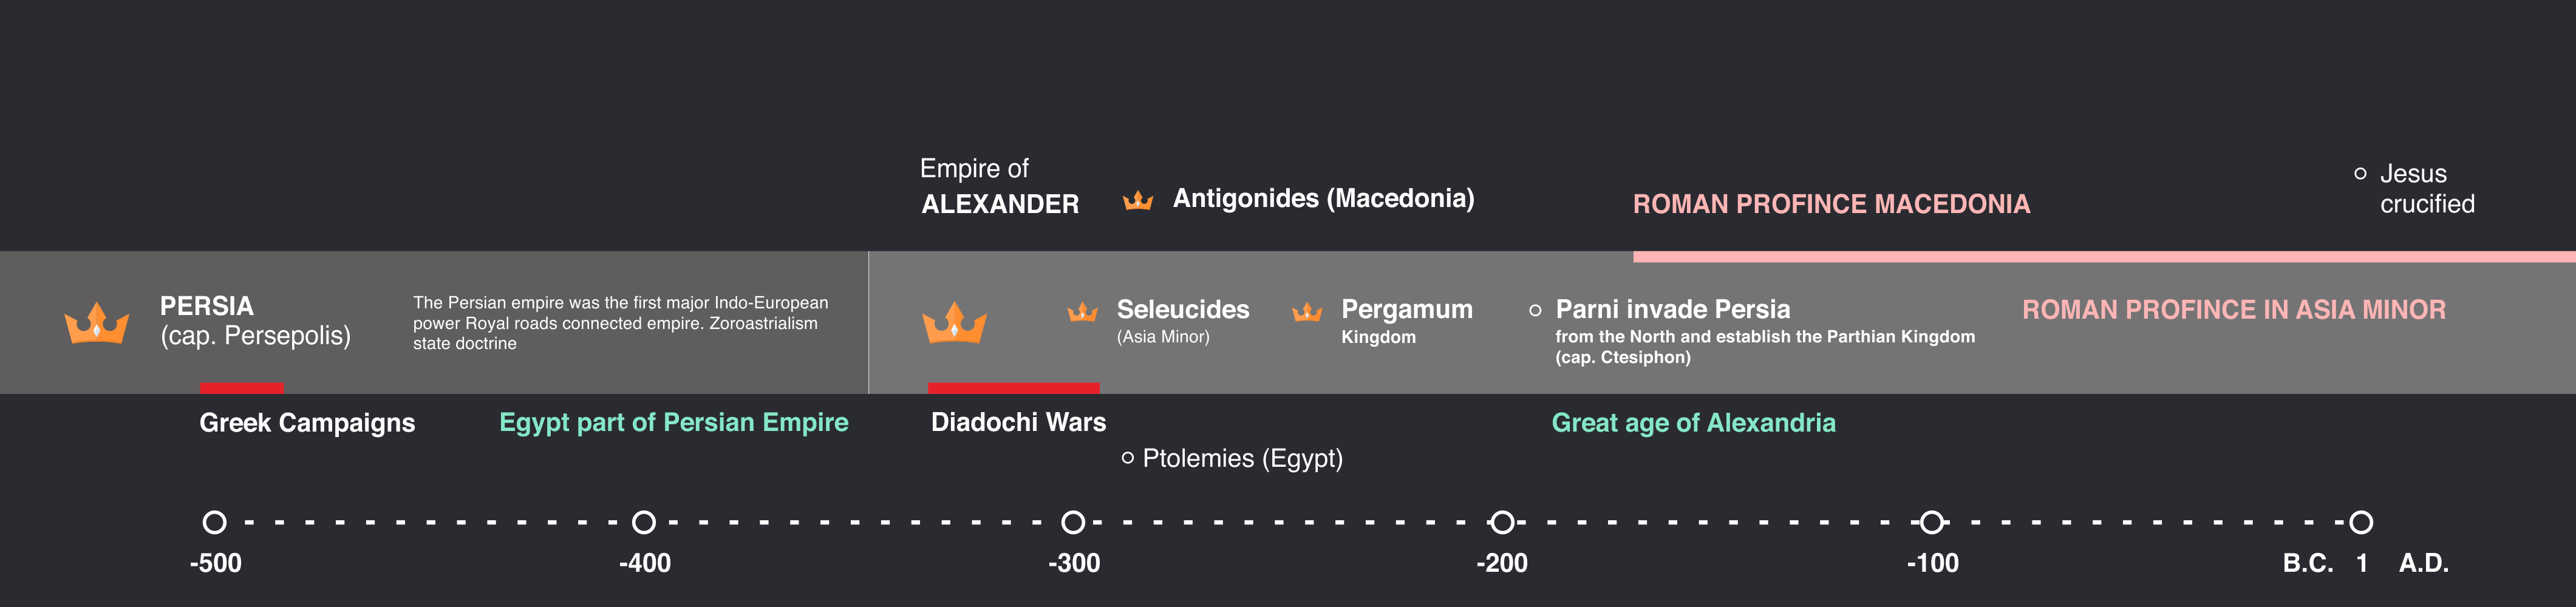 Empire of
ALEXANDER
Antigonides (Macedonia)
ROMAN PROFINCE MACEDONIA
Jesus
crucified
PERSIA
(cap. Persepolis)
The Persian empire was the first major Indo-European
power Royal roads connected empire. Zoroastrialism
state doctrine
Seleucides
(Asia Minor)
Pergamum
Kingdom
Parni invade Persia
from the North and establish the Parthian Kingdom
(cap. Ctesiphon)
ROMAN PROFINCE IN ASIA MINOR
Greek Campaigns
Egypt part of Persian Empire
Diadochi Wars
Great age of Alexandria
Ptolemies (Egypt)
-500
-400
-300
-200
-100
B.C. 1 A.D.